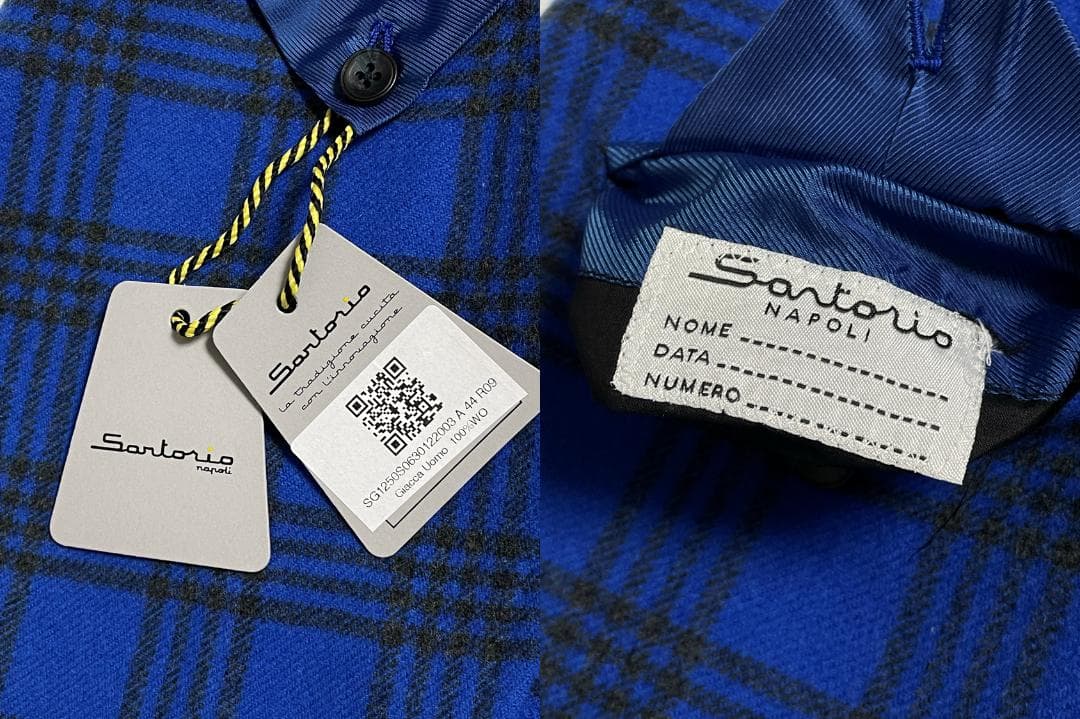 Sartorio
napoli
Sartorio
la tradizione cucita
con l'innovazione
SG1250S0630122003 A 44 R09
Giacca Uomo 100%WO
Sartorio
NAPOLI
NOME
DATA
NUMERO